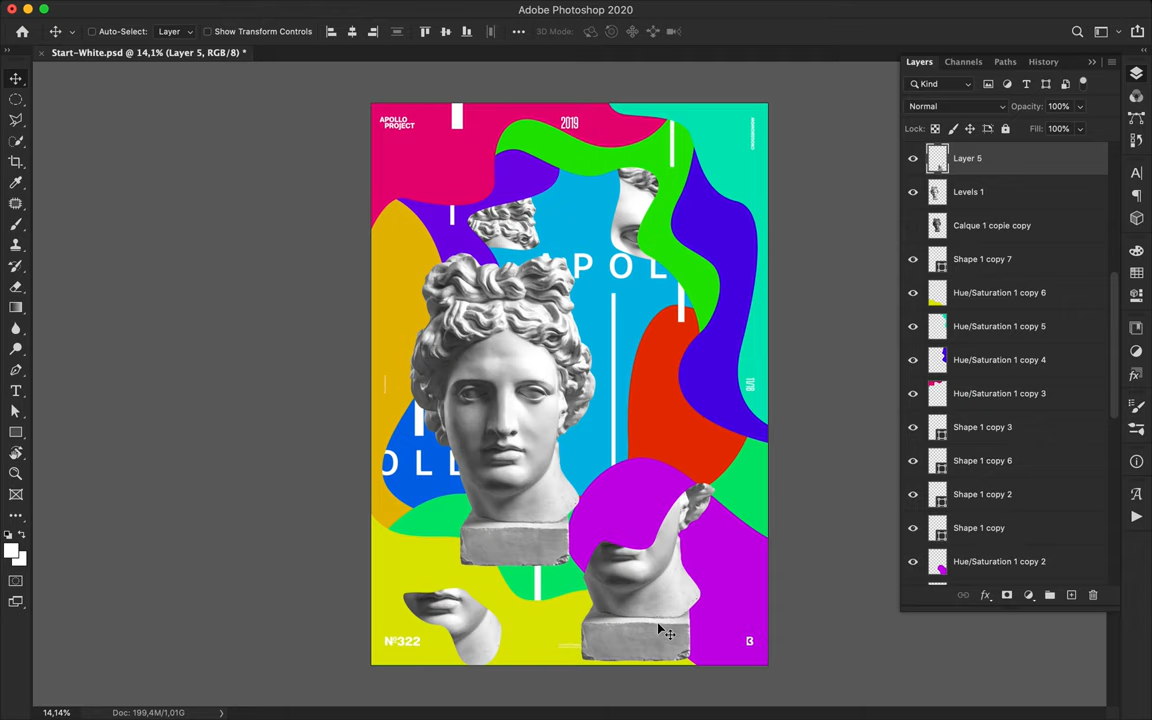 Adobe Photoshop 2020
Auto-Select:
Layer
Show Transform Controls
3D Mode:
Start-White.psd @ 14,1% (Layer 5, RGB/8) *
Layers
Channels
Paths
History
Kind
Normal
Opacity: 100%
Lock:
Fill: 100%
Layer 5
Levels 1
Calque 1 copie copy
Shape 1 copy 7
Hue/Saturation 1 copy 6
Hue/Saturation 1 copy 5
Hue/Saturation 1 copy 4
Hue/Saturation 1 copy 3
Shape 1 copy 3
Shape 1 copy 6
Shape 1 copy 2
Shape 1 copy
Hue/Saturation 1 copy 2
APOLLO
PROJECT
2019
POL
OLL
Nº322
14,14%
Doc: 199,4M/1,01G